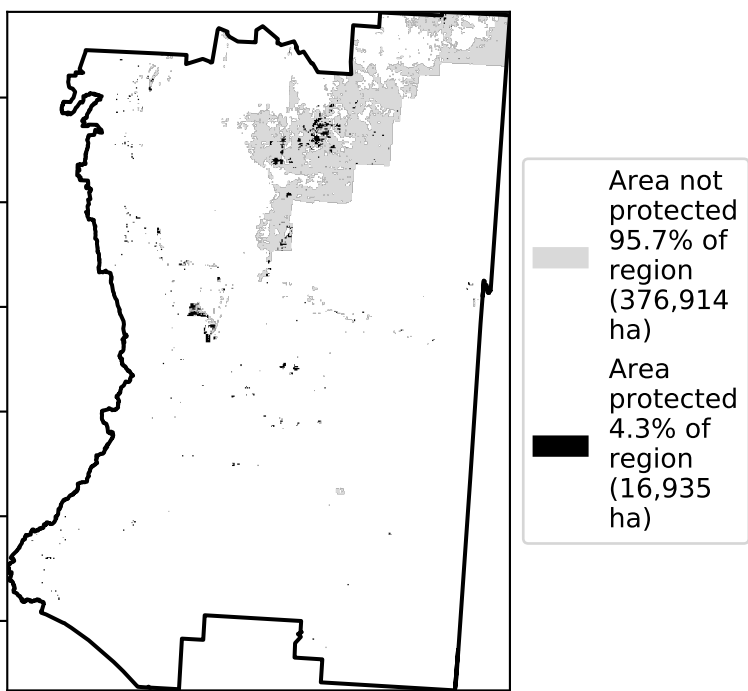 Area not
protected
95.7% of
region
(376,914
ha)
Area
protected
4.3% of
region
(16,935
ha)